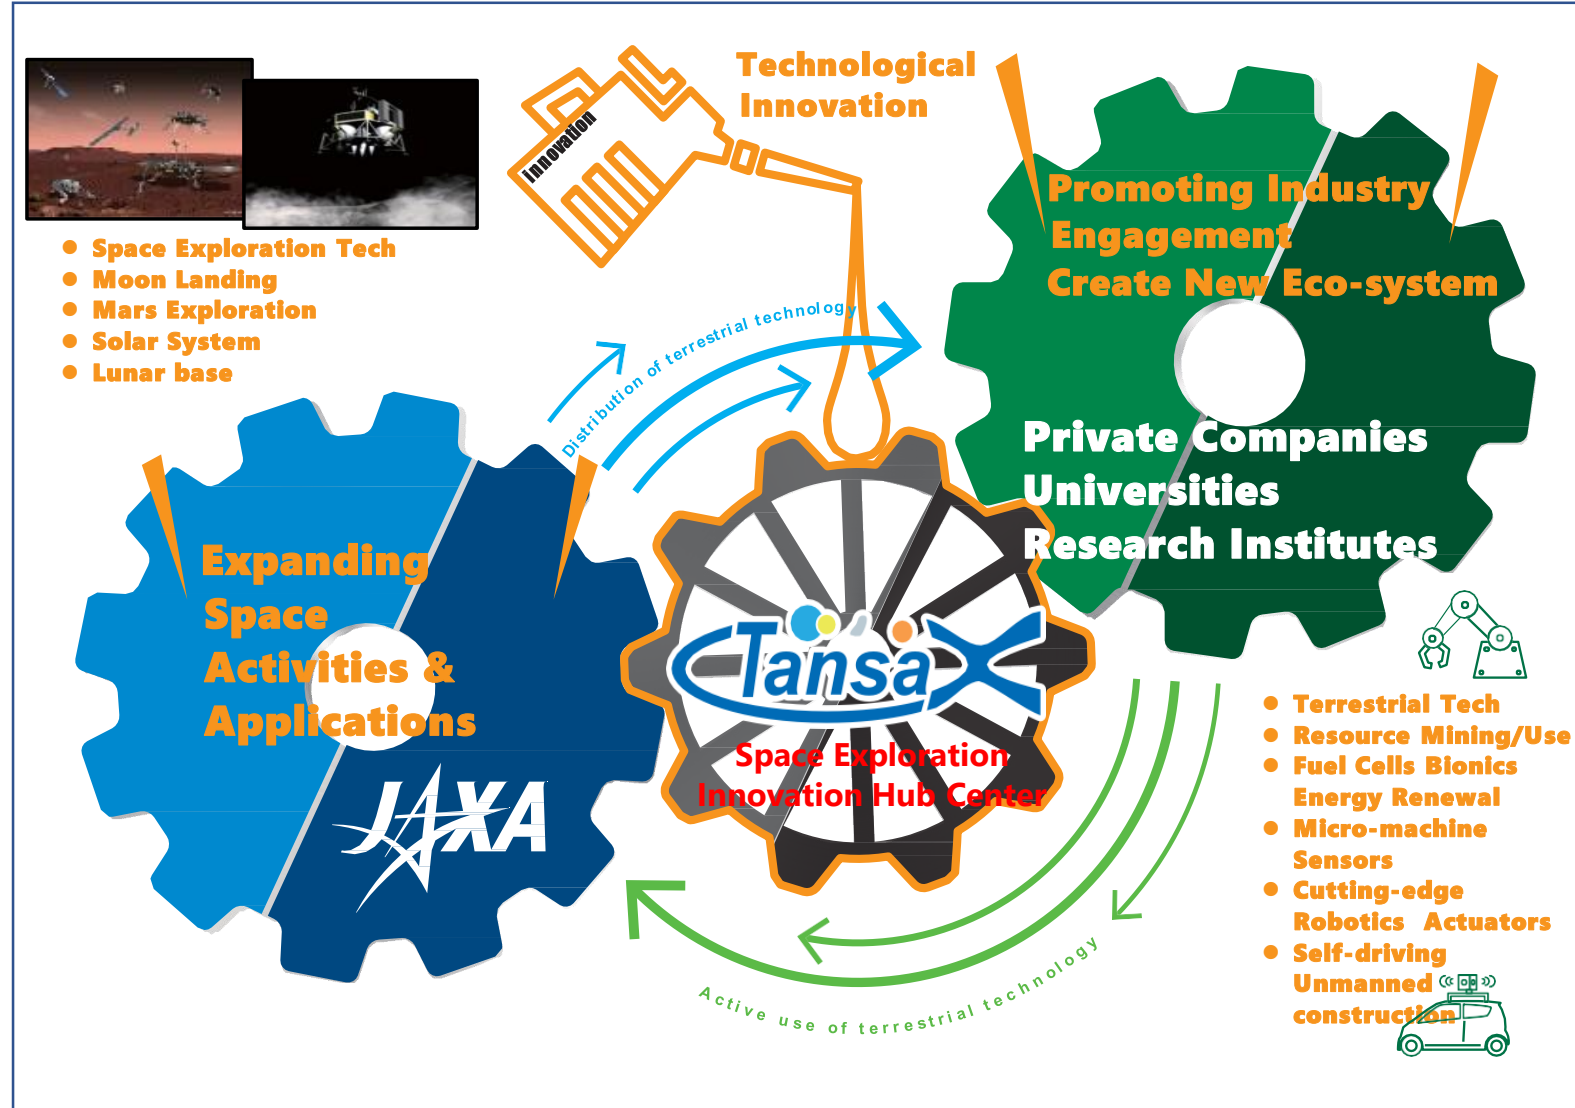 Technological
Innovation
innovation
Space Exploration Tech
Moon Landing
Mars Exploration
Solar System
Lunar base
Promoting Industry
Engagement
Create New Eco-system
Distribution of terrestrial technology
Private Companies
Universities
Research Institutes
Expanding
Space
Activities &
Applications
JAXA
TansaX
Space Exploration
Innovation Hub Center
Terrestrial Tech
Resource Mining/Use
Fuel Cells Bionics
Energy Renewal
Micro-machine
Sensors
Cutting-edge
Robotics Actuators
Self-driving
Unmanned
construction
Active use of terrestrial technology